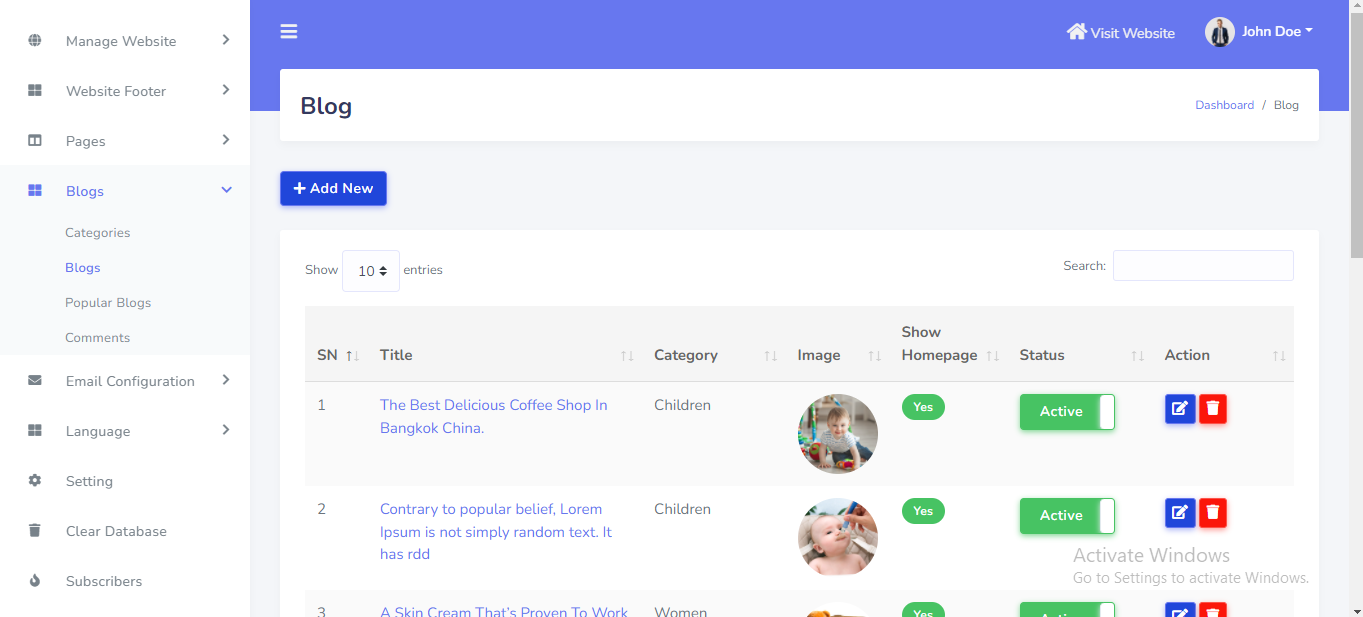 Manage Website
Website Footer
Pages
Blogs
Categories
Blogs
Popular Blogs
Comments
Email Configuration
Language
Setting
Clear Database
Subscribers
Visit Website
John Doe
Blog
Dashboard / Blog
+ Add New
Show 10 entries
Search:
SN
Title
Category
Image
Show
Homepage
Status
Action
1
The Best Delicious Coffee Shop In
Bangkok China.
Children
Yes
Active
2
Contrary to popular belief, Lorem
Ipsum is not simply random text. It
has rdd
Children
Yes
Active
Activate Windows
Go to Settings to activate Windows.
3
A Skin Cream That's Proven To Work
Women
Yes
Active